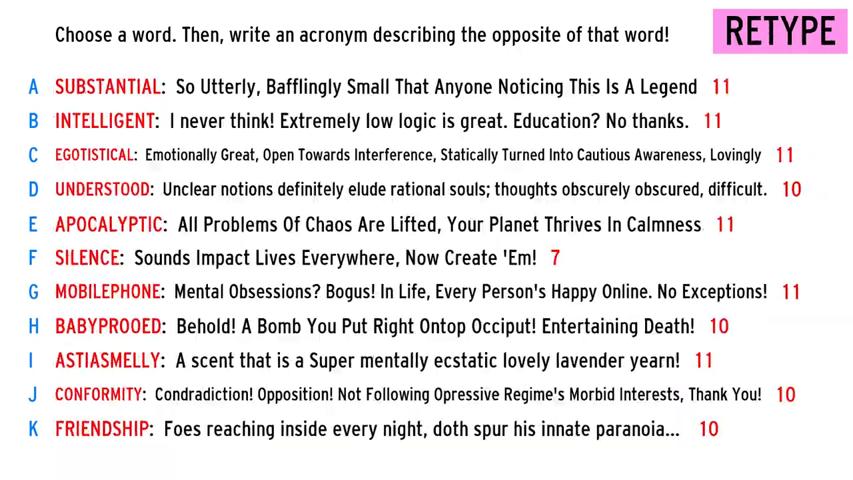 Choose a word. Then, write an acronym describing the opposite of that word! RETYPE
A SUBSTANTIAL: So Utterly, Bafflingly Small That Anyone Noticing This Is A Legend 11
B INTELLIGENT: I never think! Extremely low logic is great. Education? No thanks. 11
C EGOTISTICAL: Emotionally Great, Open Towards Interference, Statically Turned Into Cautious Awareness, Lovingly 11
D UNDERSTOOD: Unclear notions definitely elude rational souls; thoughts obscurely obscured, difficult. 10
E APOCALYPTIC: All Problems Of Chaos Are Lifted, Your Planet Thrives In Calmness 11
F SILENCE: Sounds Impact Lives Everywhere, Now Create 'Em! 7
G MOBILEPHONE: Mental Obsessions? Bogus! In Life, Every Person's Happy Online. No Exceptions! 11
H BABYPROOED: Behold! A Bomb You Put Right Ontop Occiput! Entertaining Death! 10
I ASTIASMELLY: A scent that is a Super mentally ecstatic lovely lavender yearn! 11
J CONFORMITY: Condradiction! Opposition! Not Following Opressive Regime's Morbid Interests, Thank You! 10
K FRIENDSHIP: Foes reaching inside every night, doth spur his innate paranoia... 10